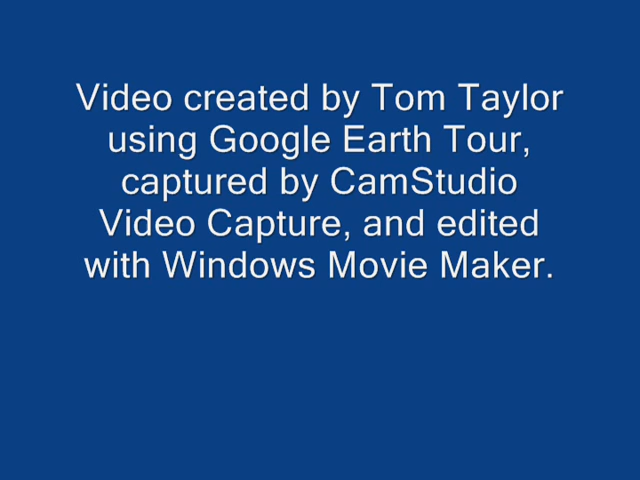 Video created by Tom Taylor
using Google Earth Tour,
captured by CamStudio
Video Capture, and edited
with Windows Movie Maker.